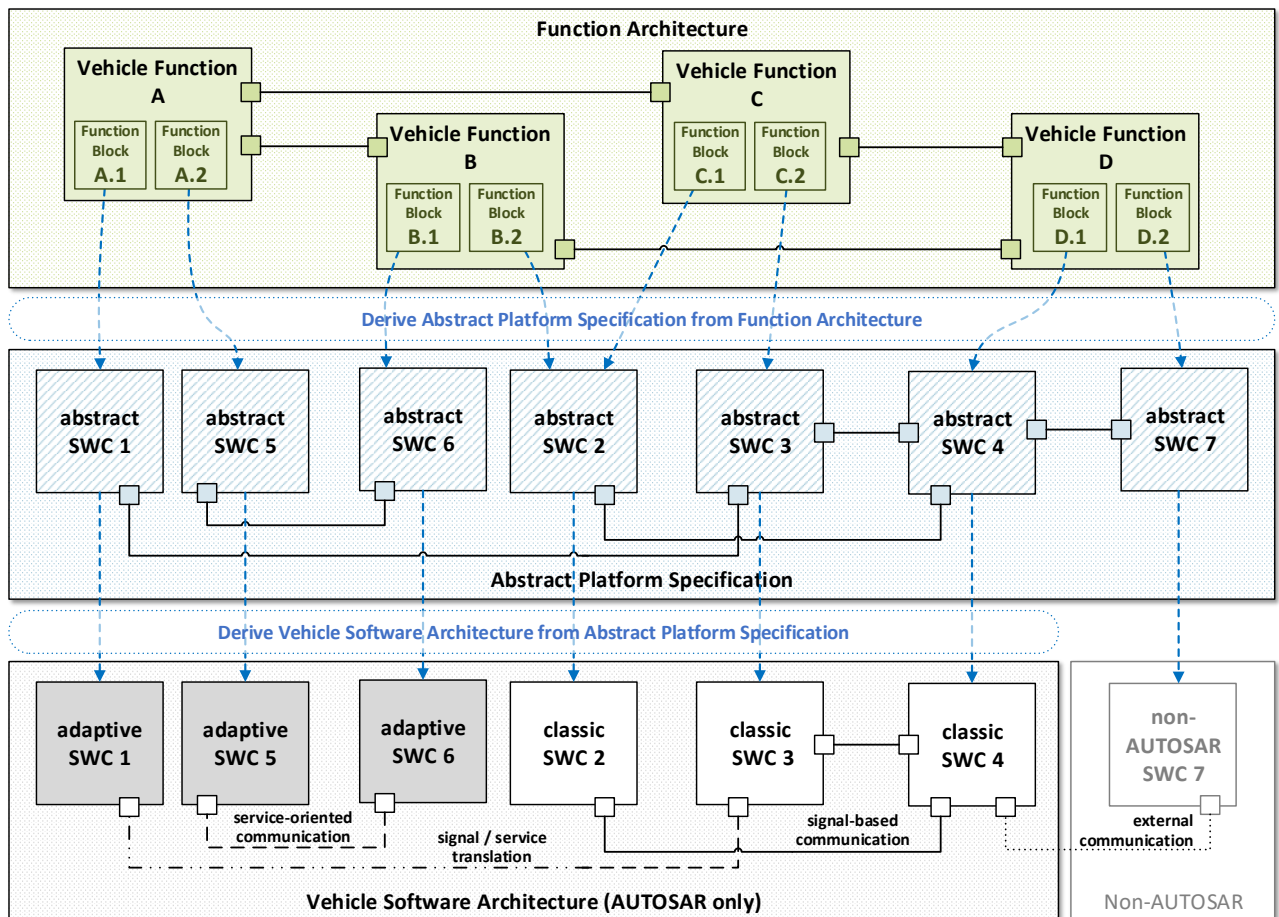 Function Architecture
Vehicle Function
A
Function
Block
A.1
Function
Block
A.2
Vehicle Function
B
Function
Block
B.1
Function
Block
B.2
Vehicle Function
C
Function
Block
C.1
Function
Block
C.2
Vehicle Function
D
Function
Block
D.1
Function
Block
D.2
Derive Abstract Platform Specification from Function Architecture
abstract
SWC 1
abstract
SWC 5
abstract
SWC 6
abstract
SWC 2
abstract
SWC 3
abstract
SWC 4
abstract
SWC 7
Abstract Platform Specification
Derive Vehicle Software Architecture from Abstract Platform Specification
adaptive
SWC 1
adaptive
SWC 5
adaptive
SWC 6
classic
SWC 2
classic
SWC 3
classic
SWC 4
non-
AUTOSAR
SWC 7
service-oriented
communication
signal / service
translation
signal-based
communication
external
communication
Vehicle Software Architecture (AUTOSAR only)
Non-AUTOSAR